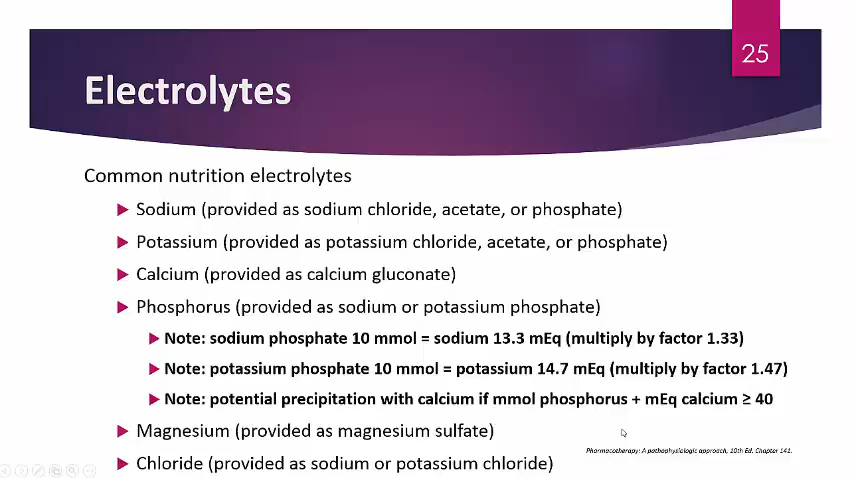 25
Electrolytes
Common nutrition electrolytes
Sodium (provided as sodium chloride, acetate, or phosphate)
Potassium (provided as potassium chloride, acetate, or phosphate)
Calcium (provided as calcium gluconate)
Phosphorus (provided as sodium or potassium phosphate)
Note: sodium phosphate 10 mmol = sodium 13.3 mEq (multiply by factor 1.33)
Note: potassium phosphate 10 mmol = potassium 14.7 mEq (multiply by factor 1.47)
Note: potential precipitation with calcium if mmol phosphorus + mEq calcium ≥ 40
Magnesium (provided as magnesium sulfate)
Pharmacotherapy: A pathophysiologic approach, 10th Ed. Chapter 141.
Chloride (provided as sodium or potassium chloride)